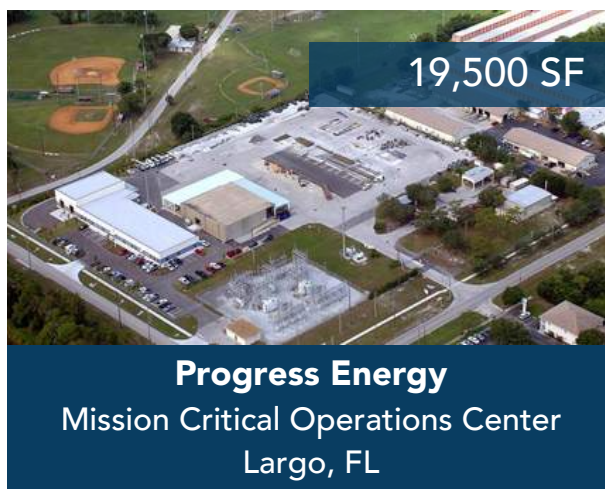 19,500 SF
Progress Energy
Mission Critical Operations Center
Largo, FL